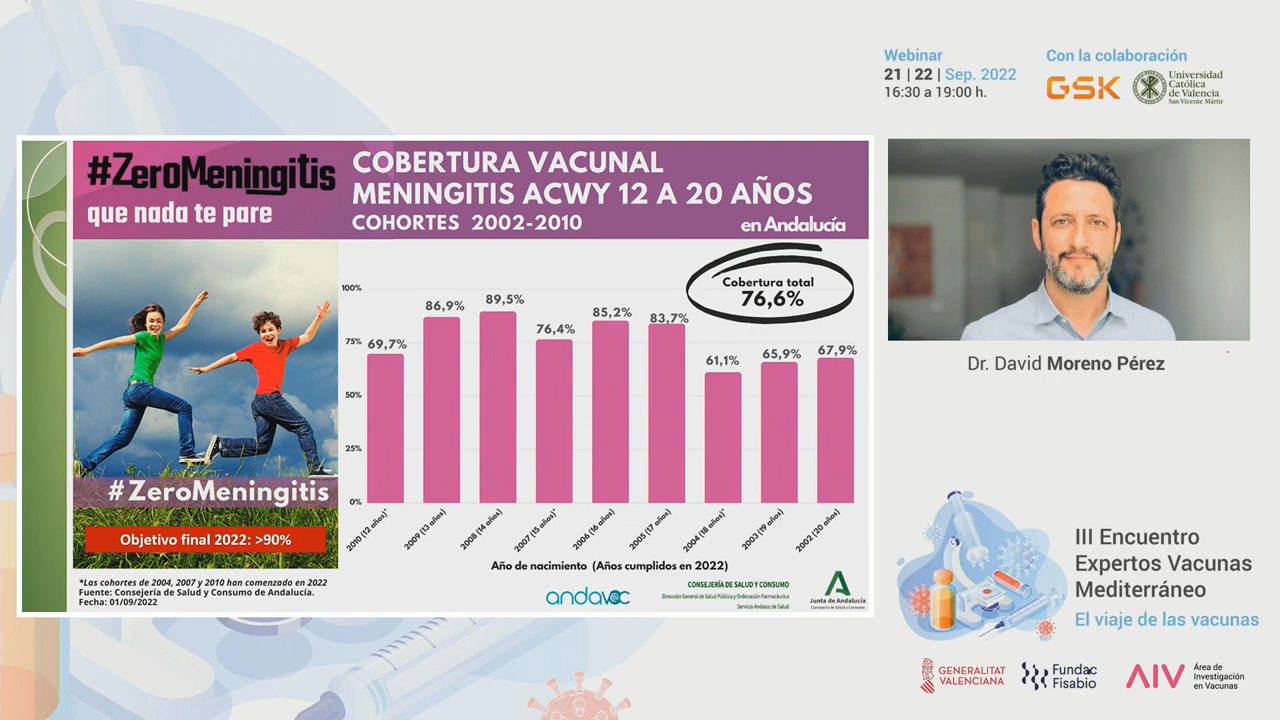 Webinar
21 | 22 | Sep. 2022
16:30 a 19:00 h.
Con la colaboración
GSK
Universidad
Católica
de Valencia
San Vicente Mártir
#ZeroMeningitis
que nada te pare
COBERTURA VACUNAL
MENINGITIS ACWY 12 A 20 AÑOS
COHORTES 2002-2010
en Andalucía
Cobertura total
76,6%
100%
75%
50%
25%
0%
69,7%
86,9%
89,5%
76,4%
85,2%
83,7%
61,1%
65,9%
67,9%
2010 (12 años)*
2009 (13 años)
2008 (14 años)
2007 (15 años)*
2006 (16 años)
2005 (17 años)
2004 (18 años)*
2003 (19 años)
2002 (20 años)
Año de nacimiento (Años cumplidos en 2022)
#ZeroMeningitis
Objetivo final 2022: >90%
*Las cohortes de 2004, 2007 y 2010 han comenzado en 2022
Fuente: Consejería de Salud y Consumo de Andalucía.
Fecha: 01/09/2022
andavac
CONSEJERÍA DE SALUD Y CONSUMO
Dirección General de Salud Pública y Ordenación Farmacéutica
Servicio Andaluz de Salud
Junta de Andalucía
Consejería de Salud y Consumo
Dr. David Moreno Pérez
III Encuentro
Expertos Vacunas
Mediterráneo
El viaje de las vacunas
GENERALITAT
VALENCIANA
Fundac
Fisabio
AIV
Área de
Investigación
en Vacunas